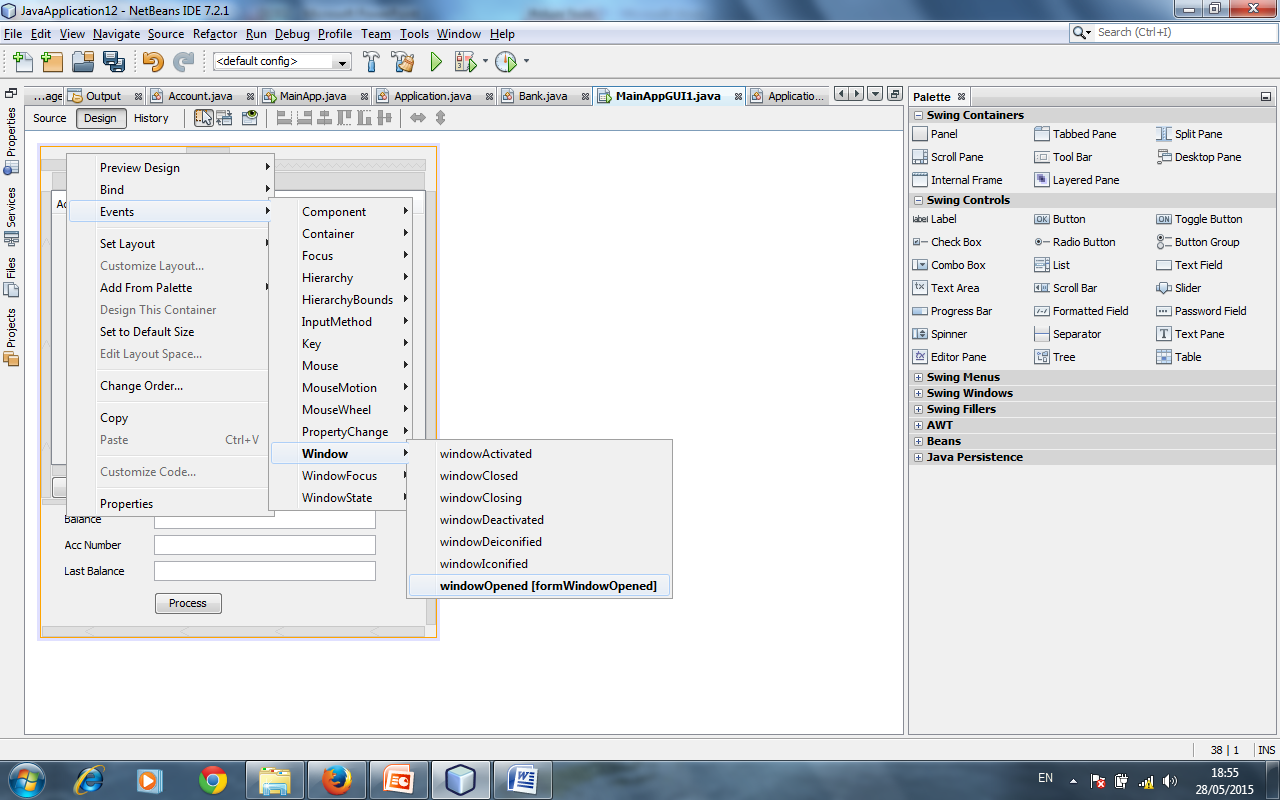 JavaApplication12 - NetBeans IDE 7.2.1
File Edit View Navigate Source Refactor Run Debug Profile Team Tools Window Help
Search (Ctrl+I)
<default config>
...age Output Account.java MainApp.java Application.java Bank.java MainAppGUI1.java Applicatio...
Source Design History
Properties
Services
Files
Projects
Preview Design
Bind
Events
Set Layout
Customize Layout...
Add From Palette
Design This Container
Set to Default Size
Edit Layout Space...
Change Order...
Copy
Paste Ctrl+V
Customize Code...
Properties
Component
Container
Focus
Hierarchy
HierarchyBounds
InputMethod
Key
Mouse
MouseMotion
MouseWheel
PropertyChange
Window
WindowFocus
WindowState
windowActivated
windowClosed
windowClosing
windowDeactivated
windowDeiconified
windowIconified
windowOpened [formWindowOpened]
Balance
Acc Number
Last Balance
Process
Palette
Swing Containers
Panel Tabbed Pane Split Pane
Scroll Pane Tool Bar Desktop Pane
Internal Frame Layered Pane
Swing Controls
label Label OK Button ON Toggle Button
Check Box Radio Button Button Group
Combo Box List Text Field
Text Area Scroll Bar Slider
Progress Bar Formatted Field Password Field
Spinner Separator Text Pane
Editor Pane Tree Table
Swing Menus
Swing Windows
Swing Fillers
AWT
Beans
Java Persistence
38 | 1 INS
EN
18:55
28/05/2015